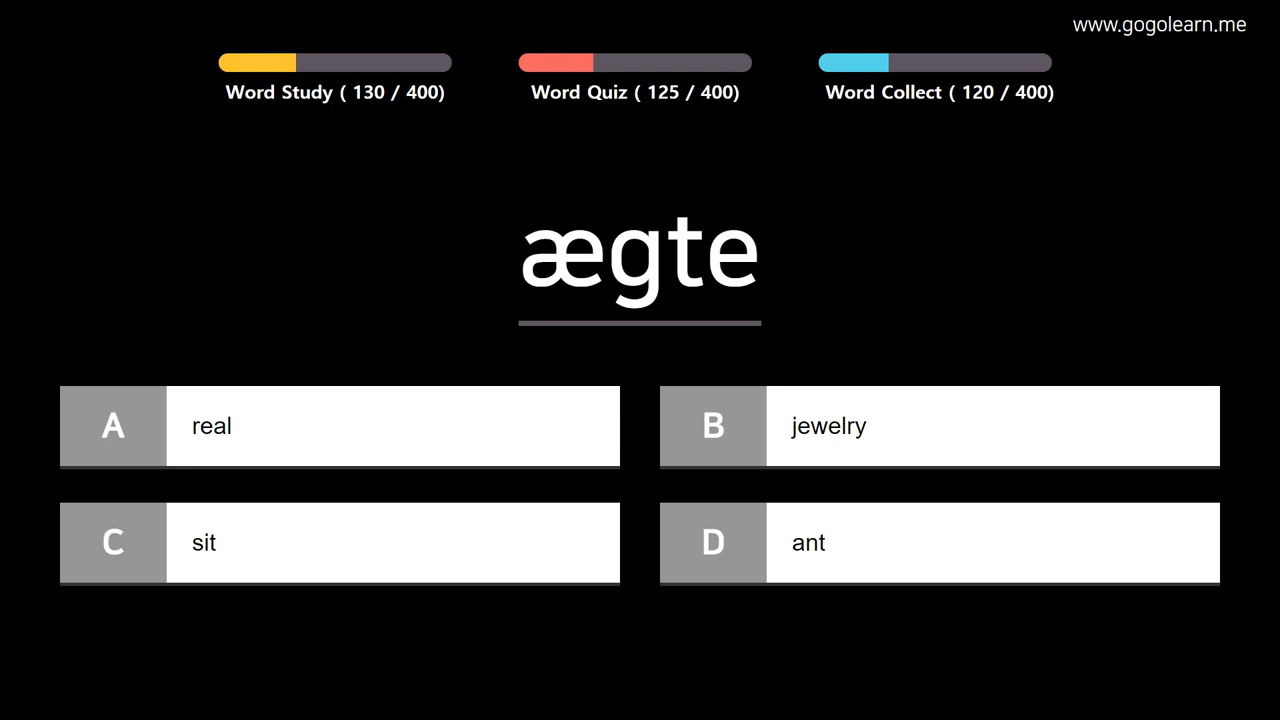 www.gogolearn.me
Word Study ( 130 / 400)
Word Quiz ( 125 / 400)
Word Collect ( 120 / 400)
ægte
A real
B jewelry
C sit
D ant